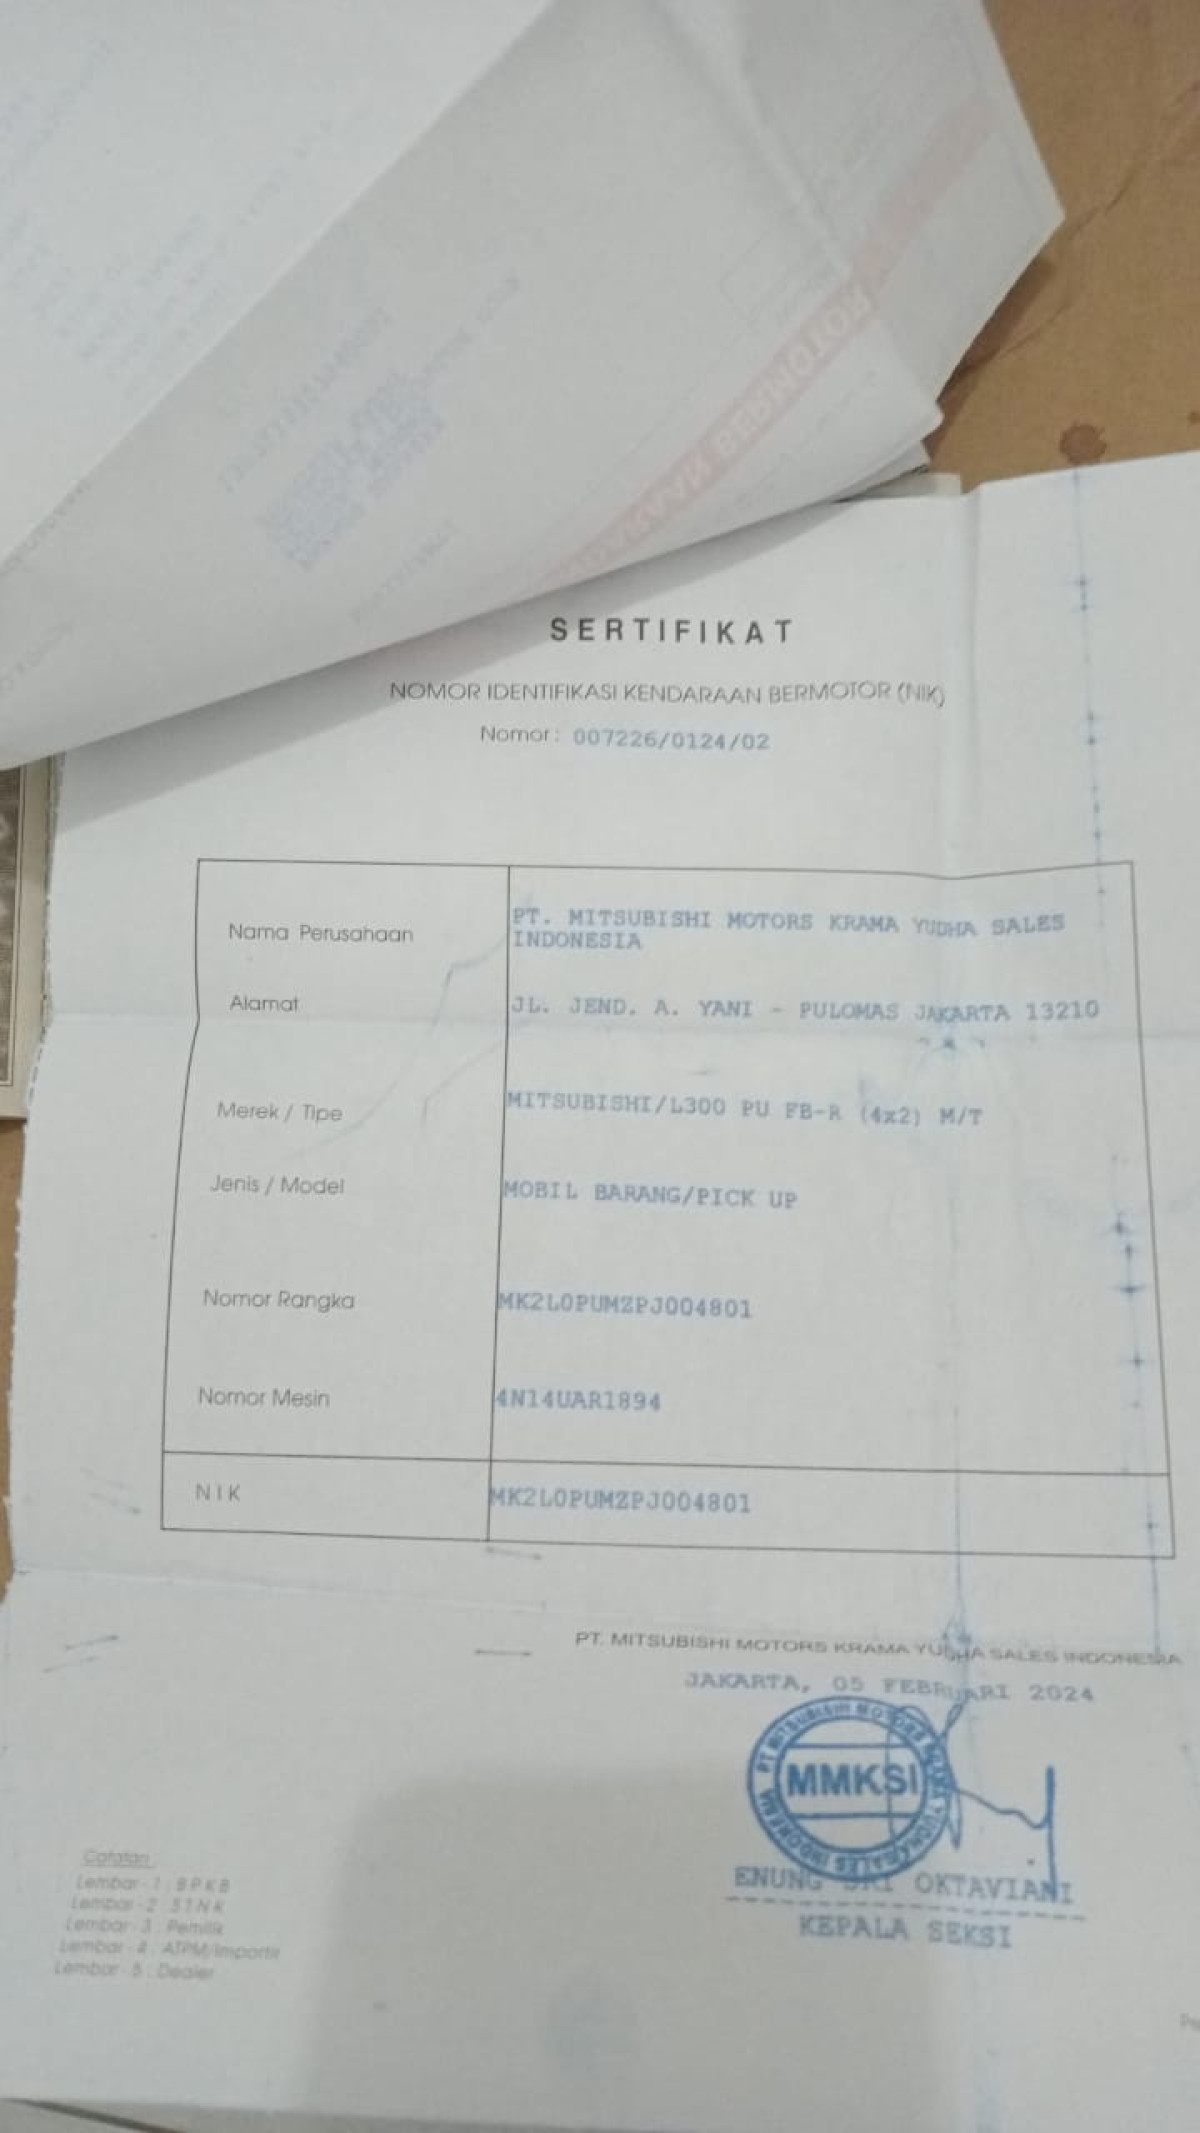 SERTIFIKAT
NOMOR IDENTIFIKASI KENDARAAN BERMOTOR (NIK)
Nomor : 007226/0124/02
Nama Perusahaan PT. MITSUBISHI MOTORS KRAMA YUDHA SALES
INDONESIA
Alamat JL. JEND. A. YANI - PULOMAS JAKARTA 13210
Merek / Tipe MITSUBISHI/L300 PU FB-R (4x2) M/T
Jenis / Model MOBIL BARANG/PICK UP
Nomor Rangka MK2L0PUMZPJ004801
Nomor Mesin 4N14UAR1894
NIK MK2L0PUMZPJ004801
PT. MITSUBISHI MOTORS KRAMA YUDHA SALES INDONESIA
JAKARTA, 05 FEBRUARI 2024
MMKSI
ENUNG SRI OKTAVIANI
KEPALA SEKSI
Catatan :
Lembar - 1 : B P K B
Lembar - 2 : S T N K
Lembar - 3 : Pemilik
Lembar - 4 : ATPM/Importir
Lembar - 5 : Dealer